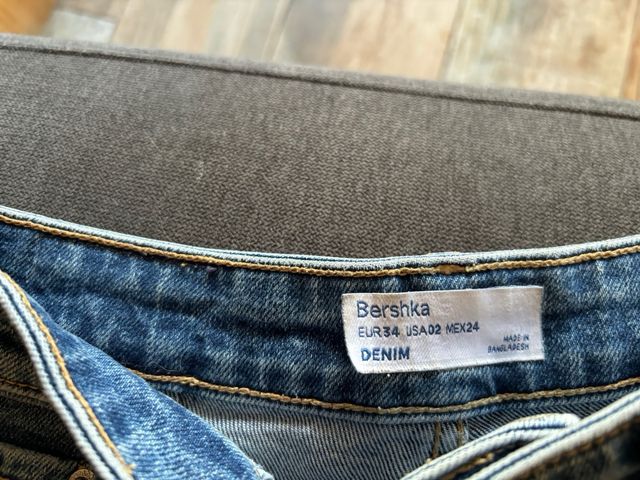 Bershka
EUR34 USA02 MEX24
DENIM
MADE IN
BANGLADESH